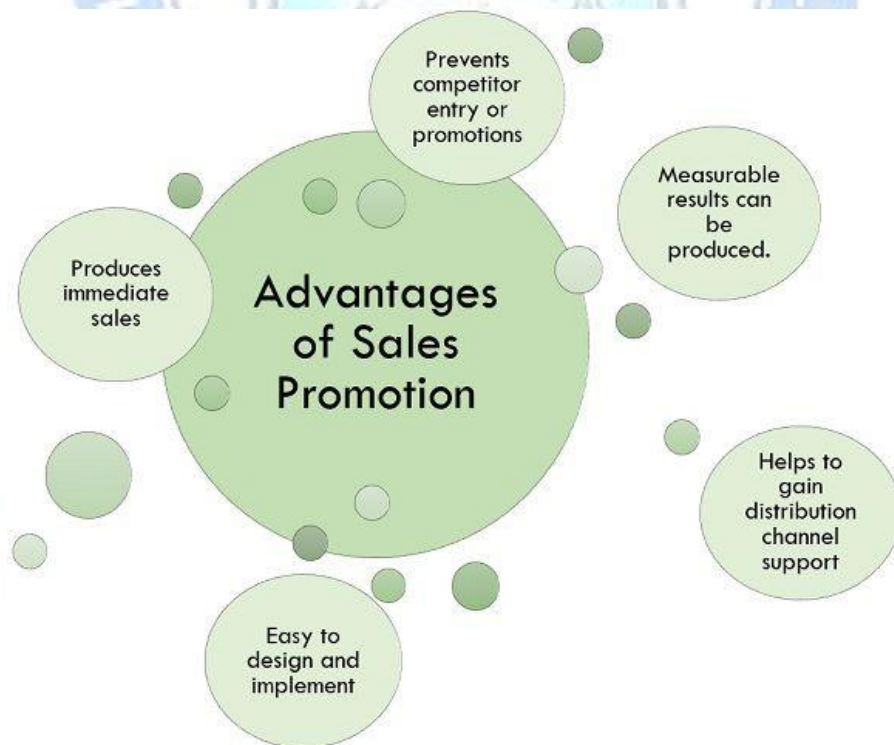 Prevents
competitor
entry or
promotions
Measurable
results can
be
produced.
Produces
immediate
sales
Advantages
of Sales
Promotion
Helps to
gain
distribution
channel
support
Easy to
design and
implement